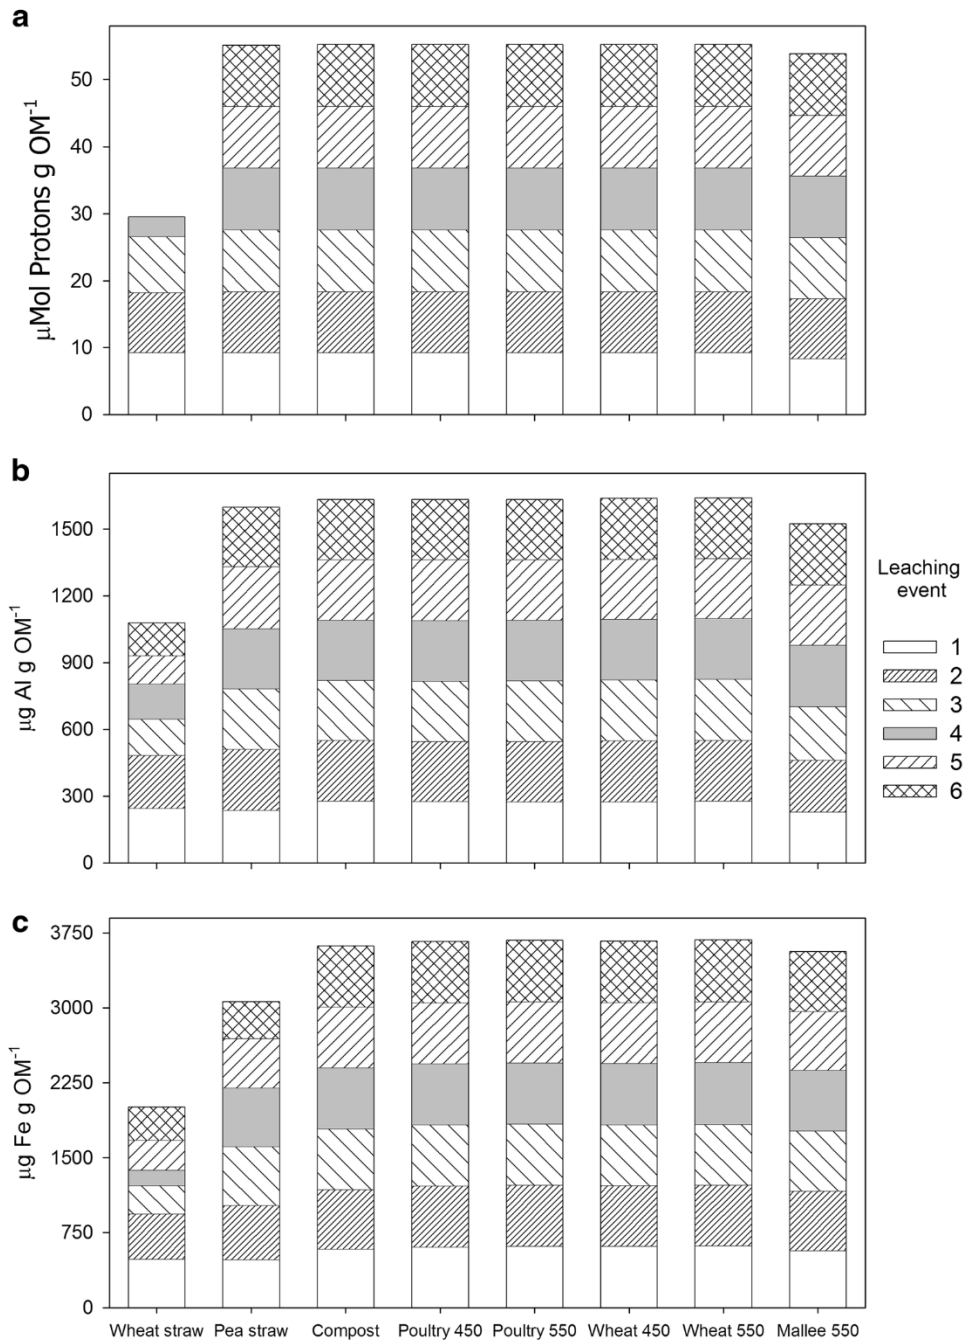 a
50
40
30
20
10
0
μMol Protons g OM⁻¹
b
1500
1200
900
600
300
0
μg Al g OM⁻¹
Leaching
event
1
2
3
4
5
6
c
3750
3000
2250
1500
750
0
μg Fe g OM⁻¹
Wheat straw Pea straw Compost Poultry 450 Poultry 550 Wheat 450 Wheat 550 Mallee 550